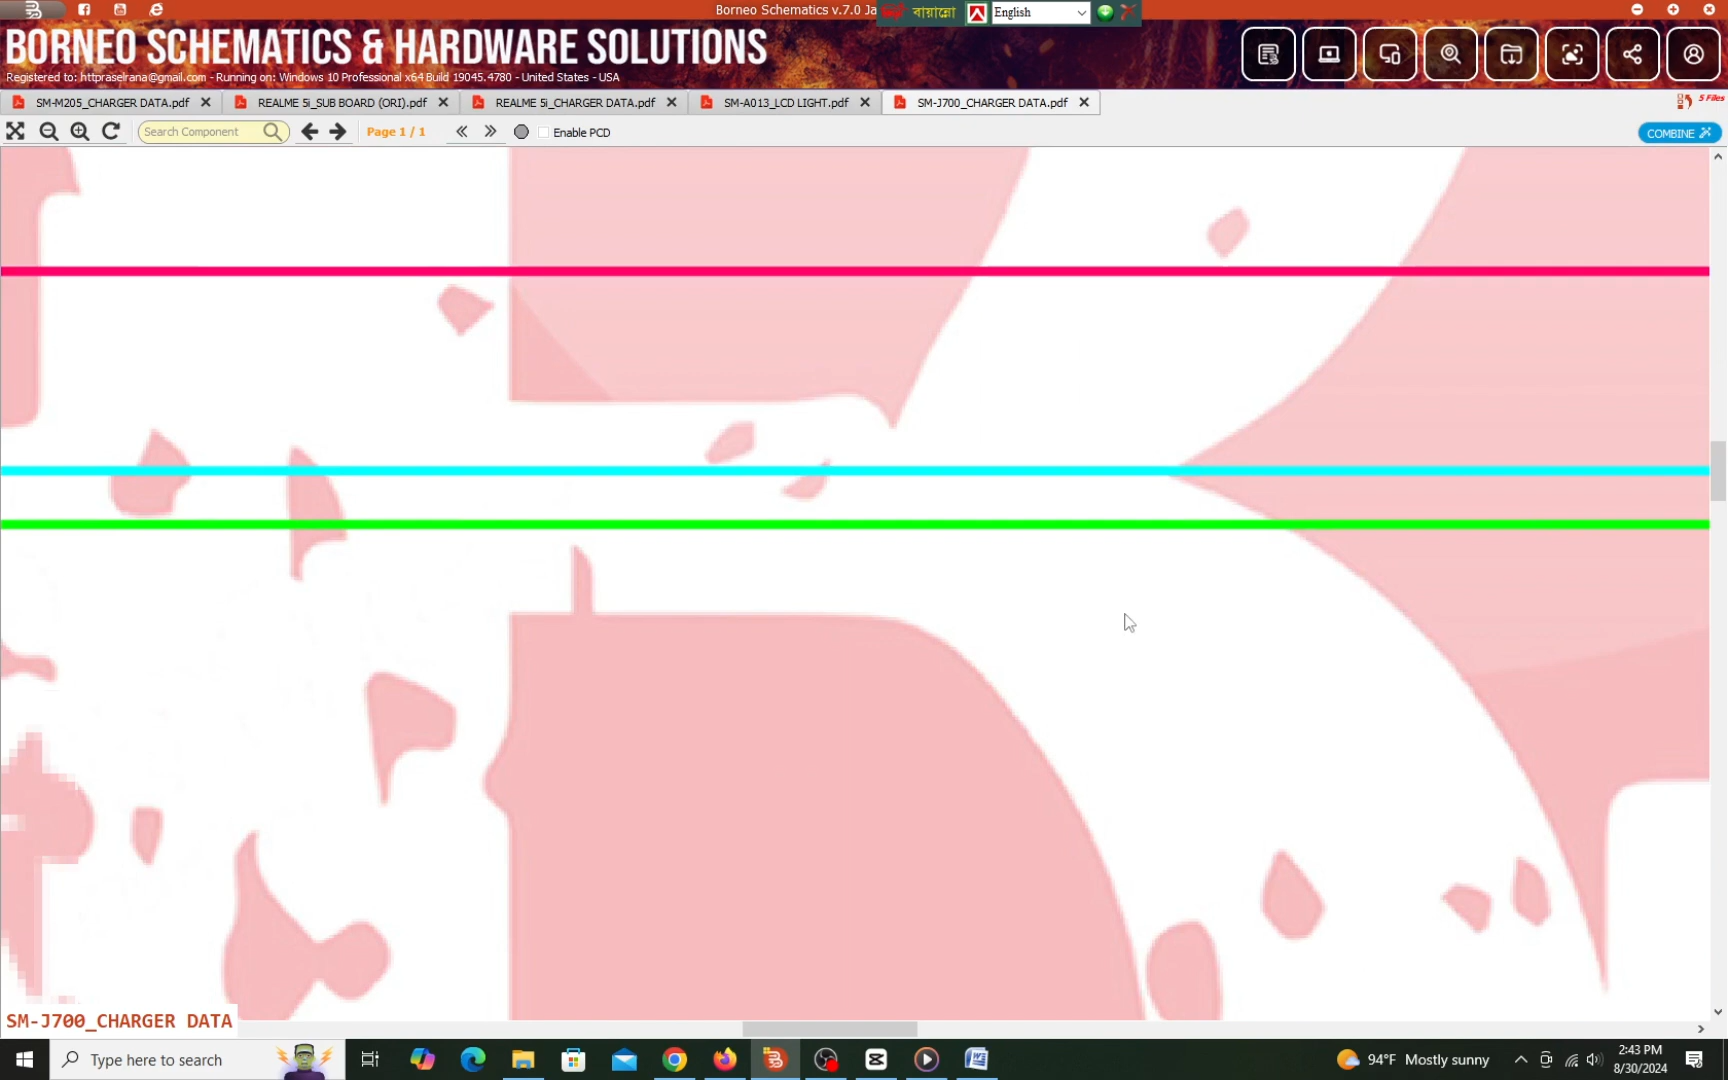 Borneo Schematics v.7.0 Ja
বায়ান্নো
English
BORNEO SCHEMATICS & HARDWARE SOLUTIONS
Registered to: httpraselrana@gmail.com - Running on: Windows 10 Professional x64 Build 19045.4780 - United States - USA
SM-M205_CHARGER DATA.pdf
REALME 5i_SUB BOARD (ORI).pdf
REALME 5i_CHARGER DATA.pdf
SM-A013_LCD LIGHT.pdf
SM-J700_CHARGER DATA.pdf
5 Files
Search Component
Page 1 / 1
Enable PCD
COMBINE
SM-J700_CHARGER DATA
Type here to search
94°F Mostly sunny
2:43 PM
8/30/2024